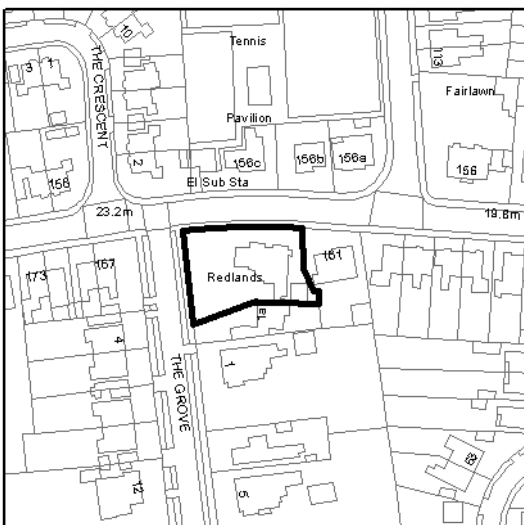 10
Tennis
113
THE CRESCENT
3
1
Fairlawn
Pavilion
2
156c
156b
156a
156
156
El Sub Sta
23.2m
19.8m
173
167
Redlands
161
4
1
THE GROVE
12
5